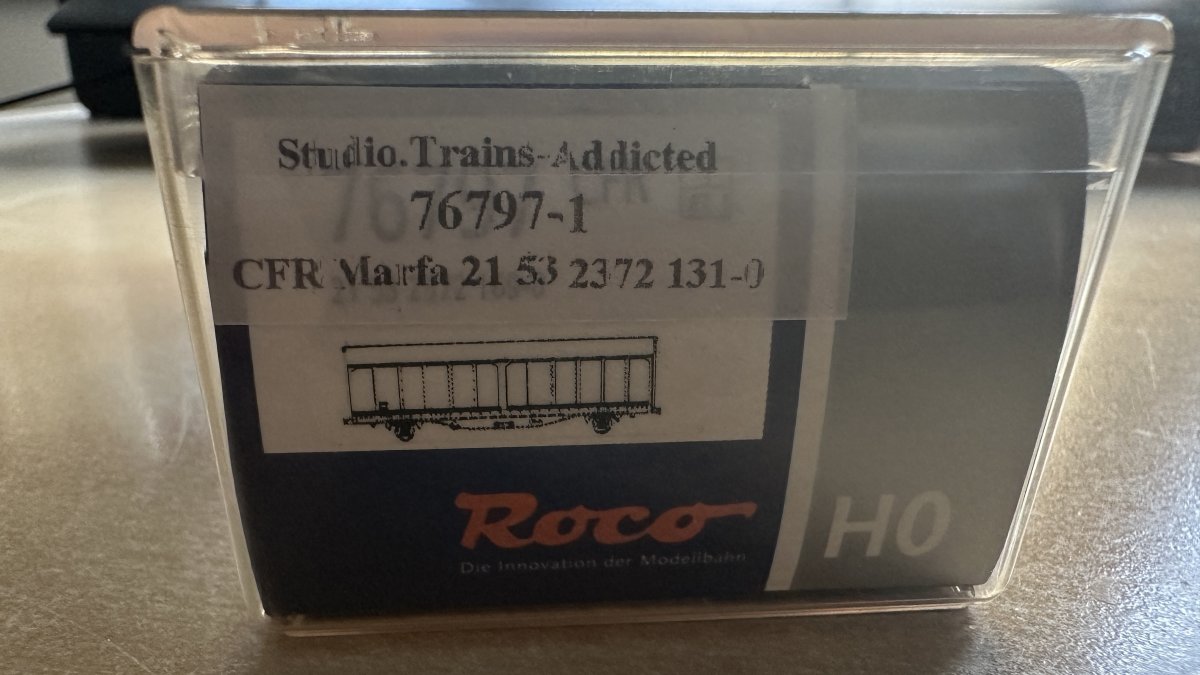 Studio.Trains-Addicted
76797-1
CFR Marfa 21 53 2372 131-0
Roco
Die Innovation der Modellbahn
H0